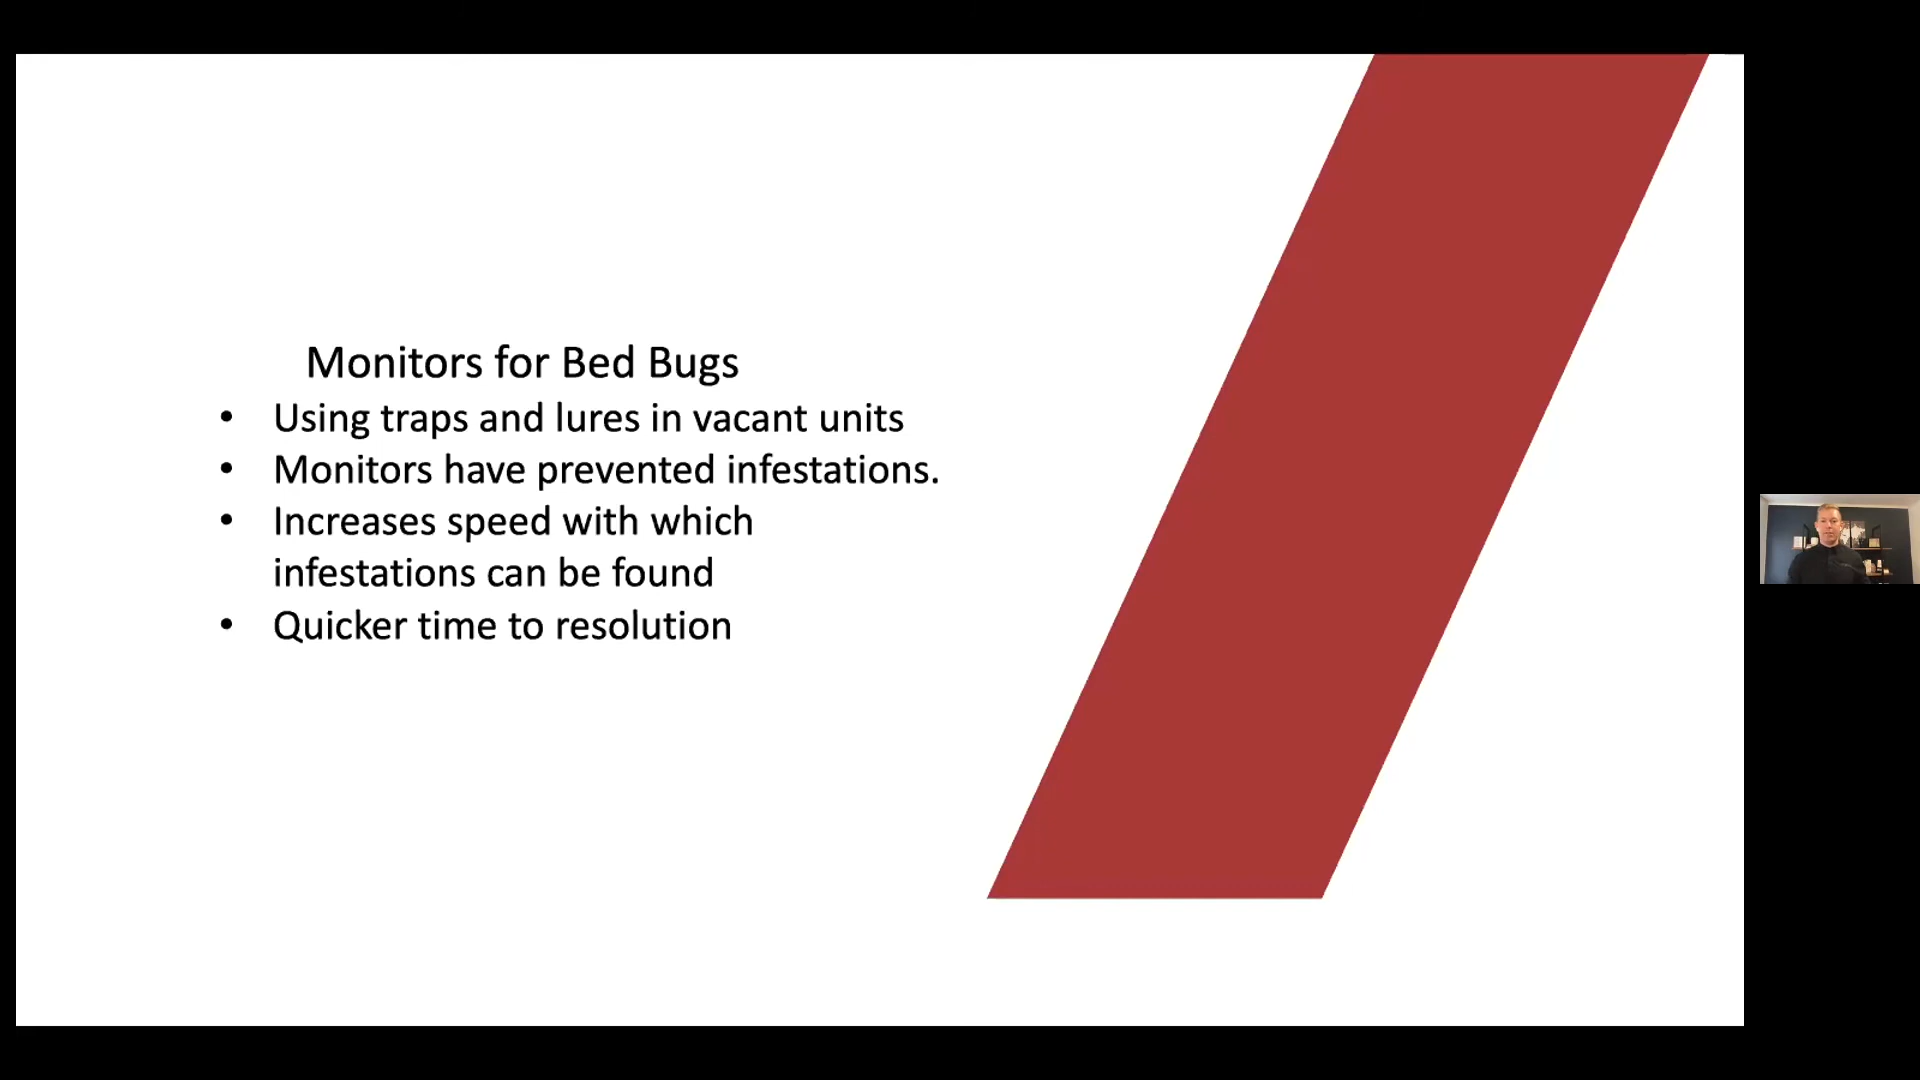 Monitors for Bed Bugs
• Using traps and lures in vacant units
• Monitors have prevented infestations.
• Increases speed with which
infestations can be found
• Quicker time to resolution